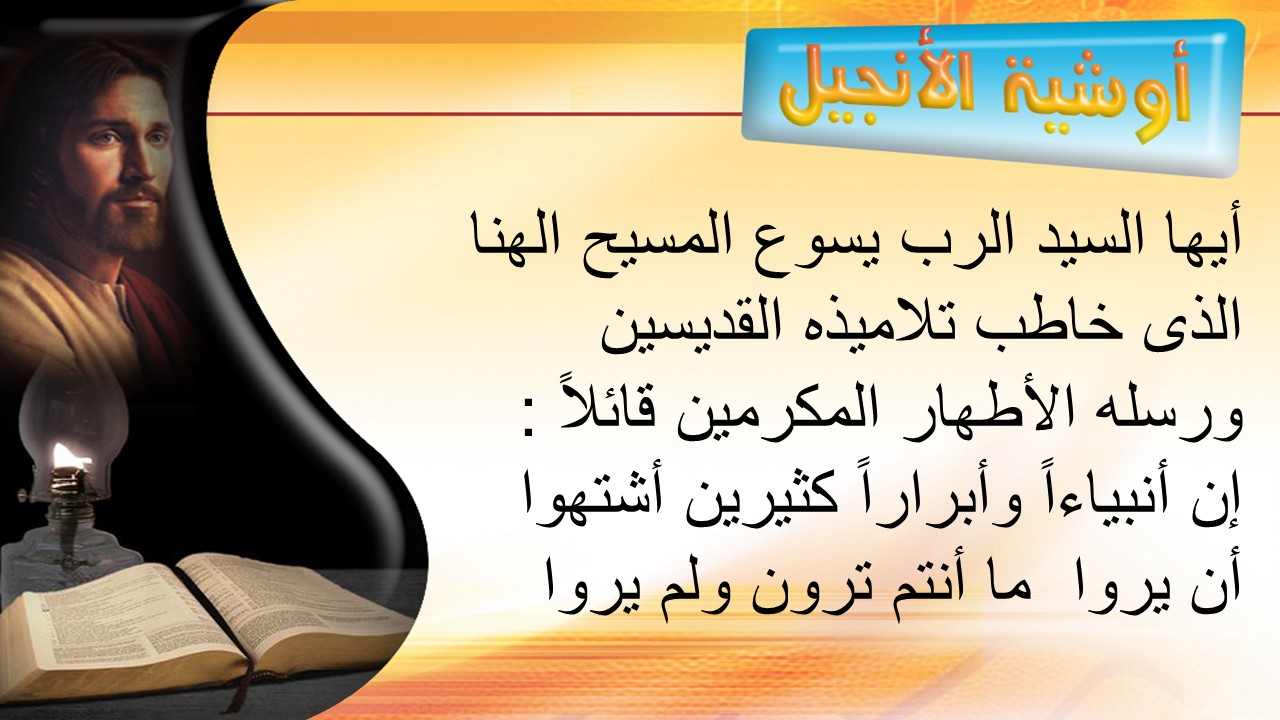 أوشية الأنجيل
أيها السيد الرب يسوع المسيح الهنا
الذى خاطب تلاميذه القديسين
ورسله الأطهار المكرمين قائلاً :
إن أنبياءاً وأبراراً كثيرين أشتهوا
أن يروا ما أنتم ترون ولم يروا